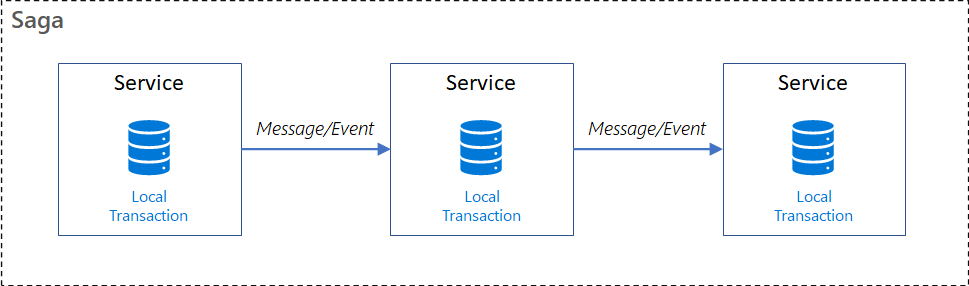 Saga
Service
Service
Service
Message/Event
Message/Event
Local
Transaction
Local
Transaction
Local
Transaction